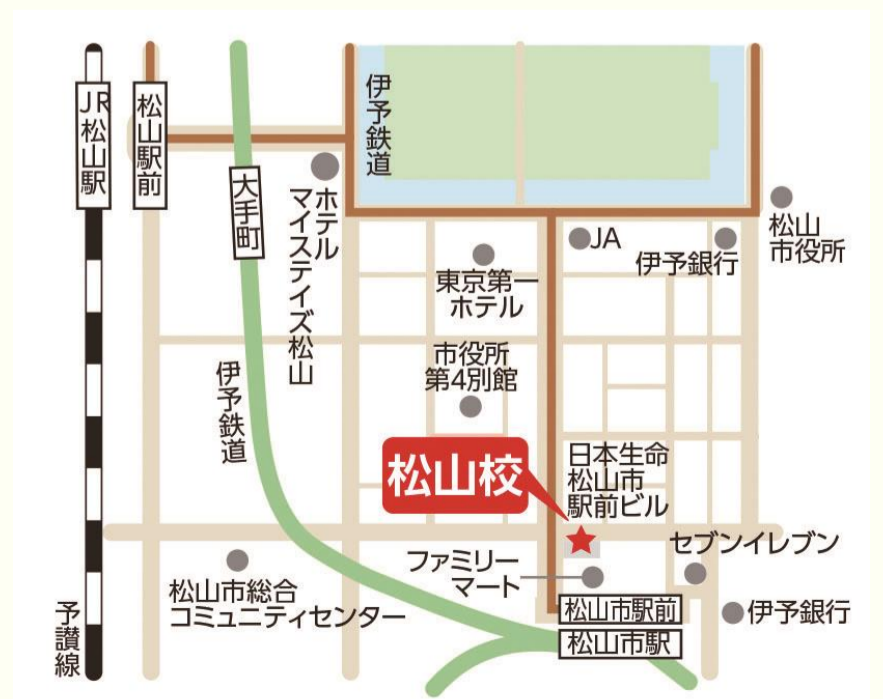 JR松山駅
松山駅前
大手町
伊予鉄道
ホテル
マイステイズ松山
JA
伊予銀行
松山
市役所
東京第一
ホテル
市役所
第4別館
伊予鉄道
松山校
日本生命
松山市
駅前ビル
セブンイレブン
ファミリー
マート
松山市総合
コミュニティセンター
松山市駅前
松山市駅
伊予銀行
予讃線